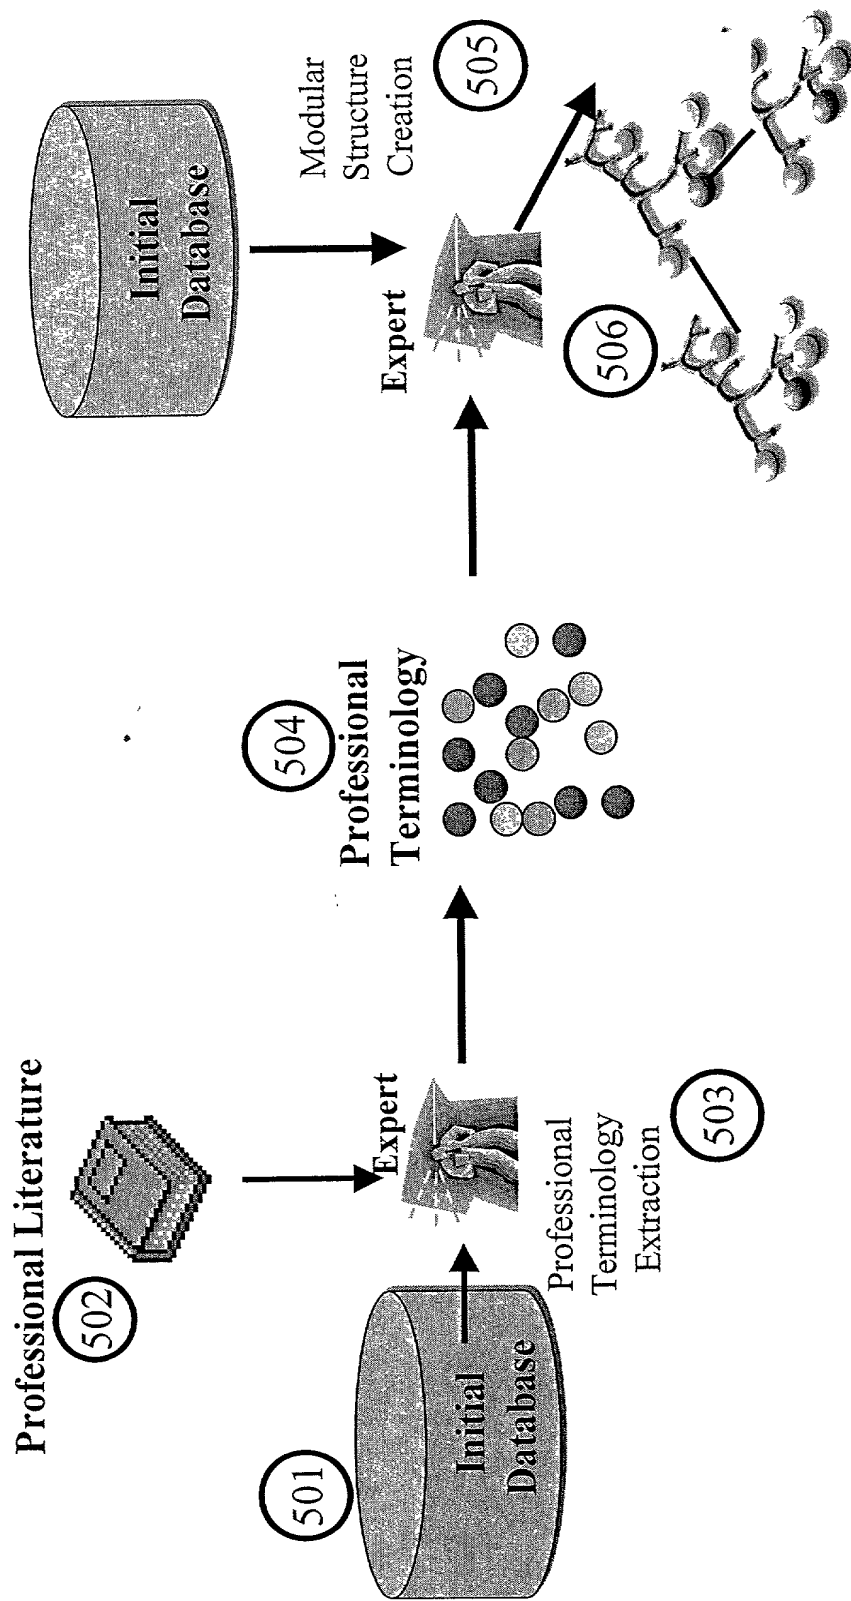 Professional Literature
502
501
Initial
Database
Expert
Professional
Terminology
Extraction
503
504
Professional
Terminology
Initial
Database
Modular
Structure
Creation
505
Expert
506